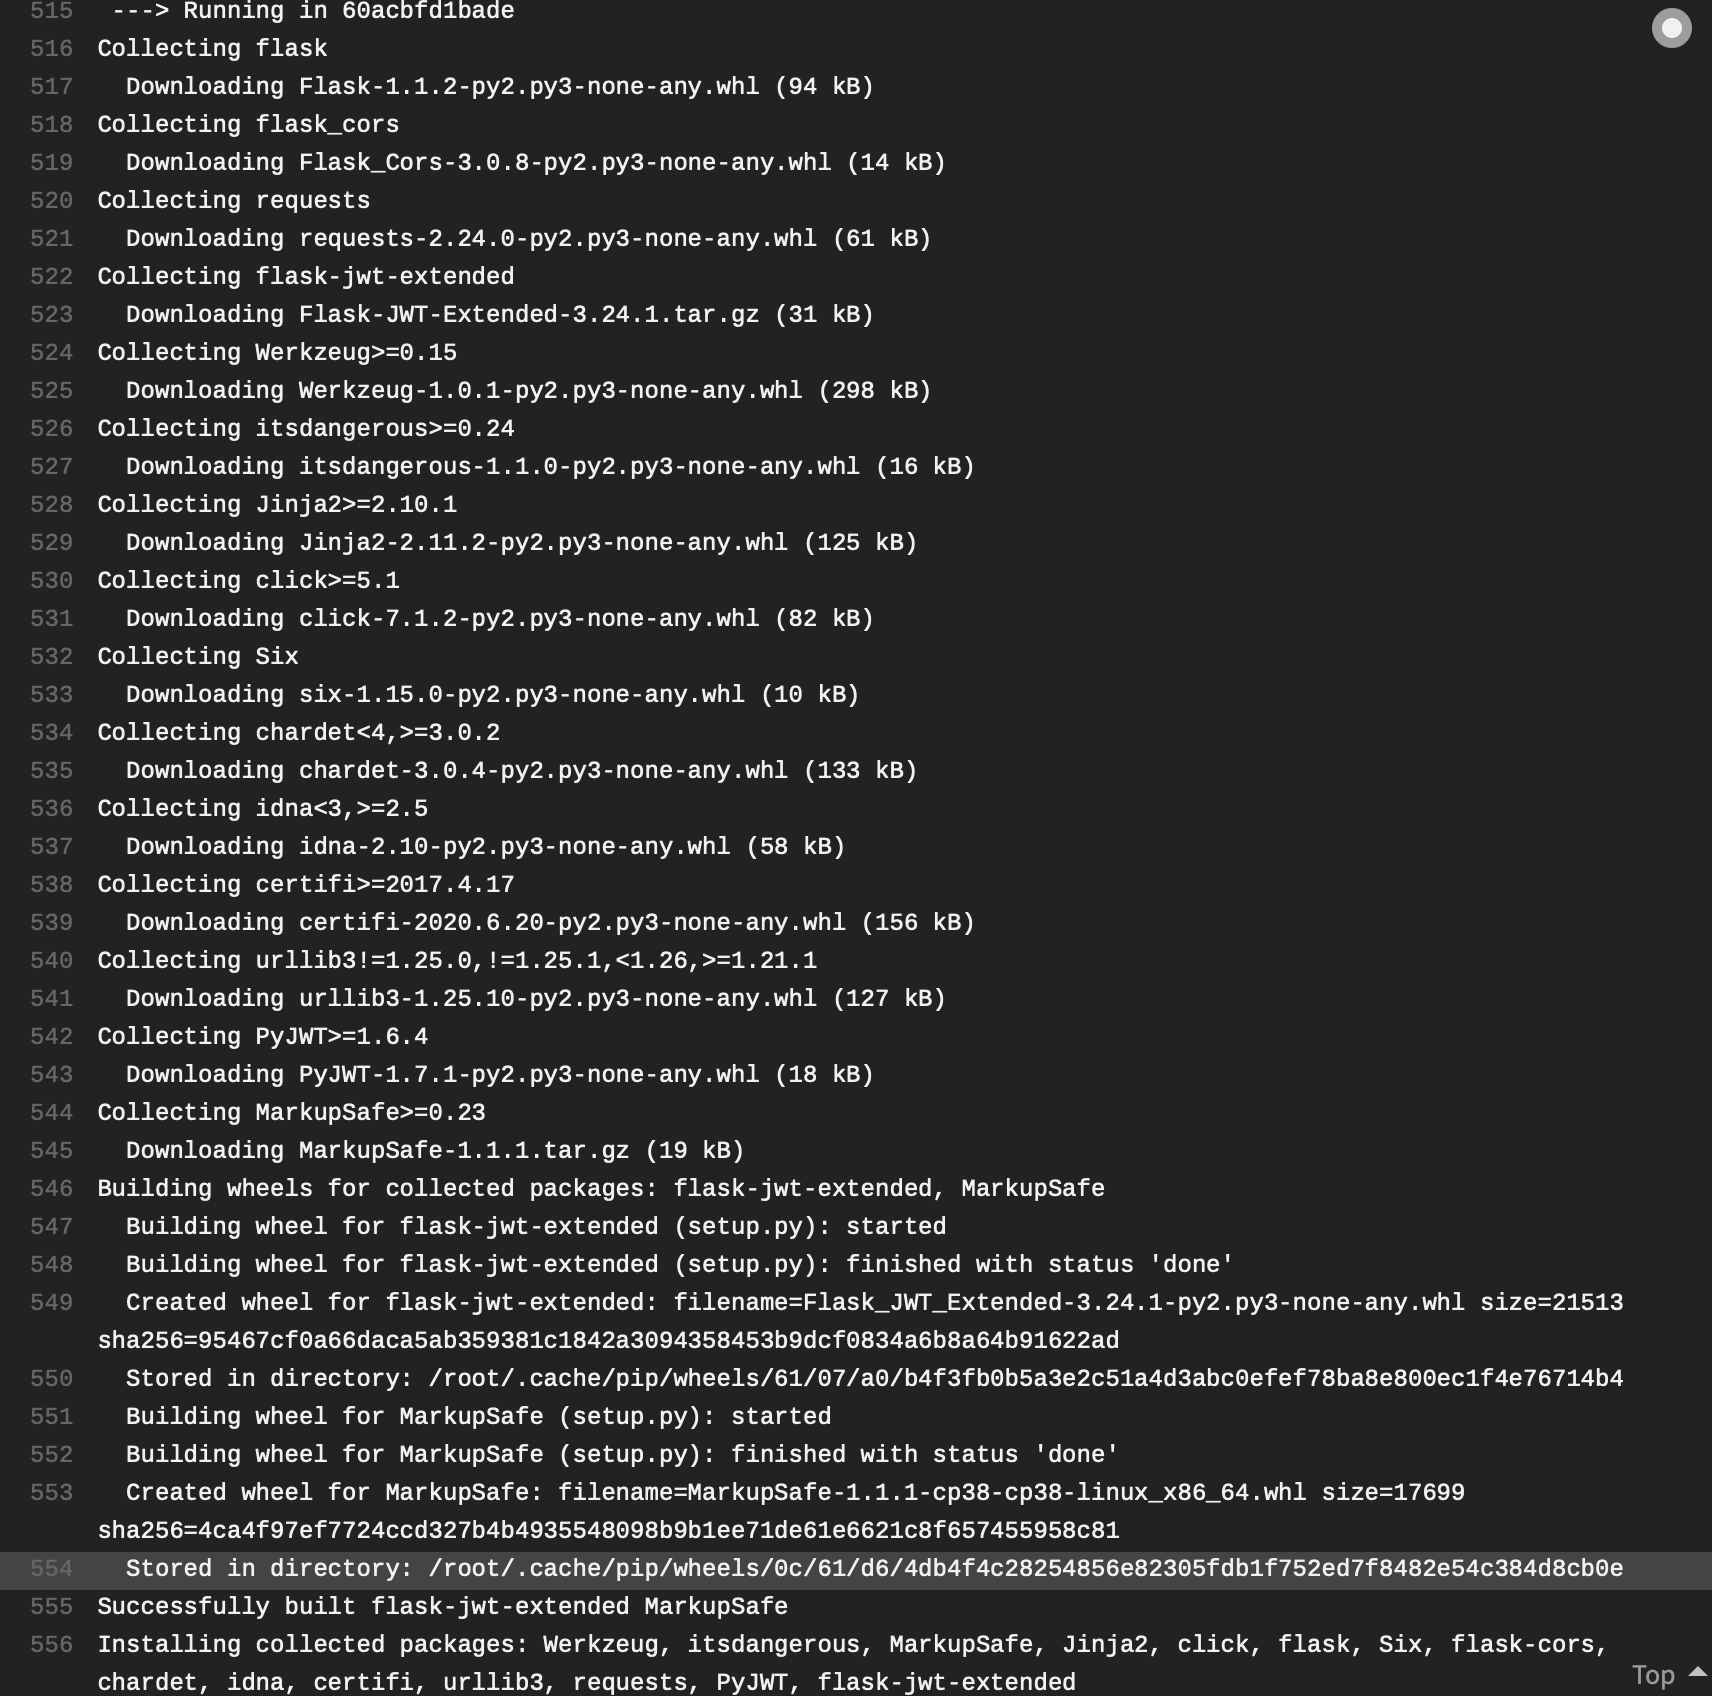 515 ---> Running in 60acbfd1bade
516 Collecting flask
517 Downloading Flask-1.1.2-py2.py3-none-any.whl (94 kB)
518 Collecting flask_cors
519 Downloading Flask_Cors-3.0.8-py2.py3-none-any.whl (14 kB)
520 Collecting requests
521 Downloading requests-2.24.0-py2.py3-none-any.whl (61 kB)
522 Collecting flask-jwt-extended
523 Downloading Flask-JWT-Extended-3.24.1.tar.gz (31 kB)
524 Collecting Werkzeug>=0.15
525 Downloading Werkzeug-1.0.1-py2.py3-none-any.whl (298 kB)
526 Collecting itsdangerous>=0.24
527 Downloading itsdangerous-1.1.0-py2.py3-none-any.whl (16 kB)
528 Collecting Jinja2>=2.10.1
529 Downloading Jinja2-2.11.2-py2.py3-none-any.whl (125 kB)
530 Collecting click>=5.1
531 Downloading click-7.1.2-py2.py3-none-any.whl (82 kB)
532 Collecting Six
533 Downloading six-1.15.0-py2.py3-none-any.whl (10 kB)
534 Collecting chardet<4,>=3.0.2
535 Downloading chardet-3.0.4-py2.py3-none-any.whl (133 kB)
536 Collecting idna<3,>=2.5
537 Downloading idna-2.10-py2.py3-none-any.whl (58 kB)
538 Collecting certifi>=2017.4.17
539 Downloading certifi-2020.6.20-py2.py3-none-any.whl (156 kB)
540 Collecting urllib3!=1.25.0,!=1.25.1,<1.26,>=1.21.1
541 Downloading urllib3-1.25.10-py2.py3-none-any.whl (127 kB)
542 Collecting PyJWT>=1.6.4
543 Downloading PyJWT-1.7.1-py2.py3-none-any.whl (18 kB)
544 Collecting MarkupSafe>=0.23
545 Downloading MarkupSafe-1.1.1.tar.gz (19 kB)
546 Building wheels for collected packages: flask-jwt-extended, MarkupSafe
547 Building wheel for flask-jwt-extended (setup.py): started
548 Building wheel for flask-jwt-extended (setup.py): finished with status 'done'
549 Created wheel for flask-jwt-extended: filename=Flask_JWT_Extended-3.24.1-py2.py3-none-any.whl size=21513
sha256=95467cf0a66daca5ab359381c1842a3094358453b9dcf0834a6b8a64b91622ad
550 Stored in directory: /root/.cache/pip/wheels/61/07/a0/b4f3fb0b5a3e2c51a4d3abc0efef78ba8e800ec1f4e76714b4
551 Building wheel for MarkupSafe (setup.py): started
552 Building wheel for MarkupSafe (setup.py): finished with status 'done'
553 Created wheel for MarkupSafe: filename=MarkupSafe-1.1.1-cp38-cp38-linux_x86_64.whl size=17699
sha256=4ca4f97ef7724ccd327b4b4935548098b9b1ee71de61e6621c8f657455958c81
554 Stored in directory: /root/.cache/pip/wheels/0c/61/d6/4db4f4c28254856e82305fdb1f752ed7f8482e54c384d8cb0e
555 Successfully built flask-jwt-extended MarkupSafe
556 Installing collected packages: Werkzeug, itsdangerous, MarkupSafe, Jinja2, click, flask, Six, flask-cors,
chardet, idna, certifi, urllib3, requests, PyJWT, flask-jwt-extended
Top